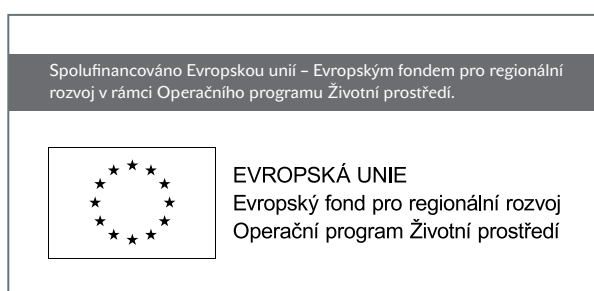 Spolufinancováno Evropskou unií – Evropským fondem pro regionální
rozvoj v rámci Operačního programu Životní prostředí.
EVROPSKÁ UNIE
Evropský fond pro regionální rozvoj
Operační program Životní prostředí